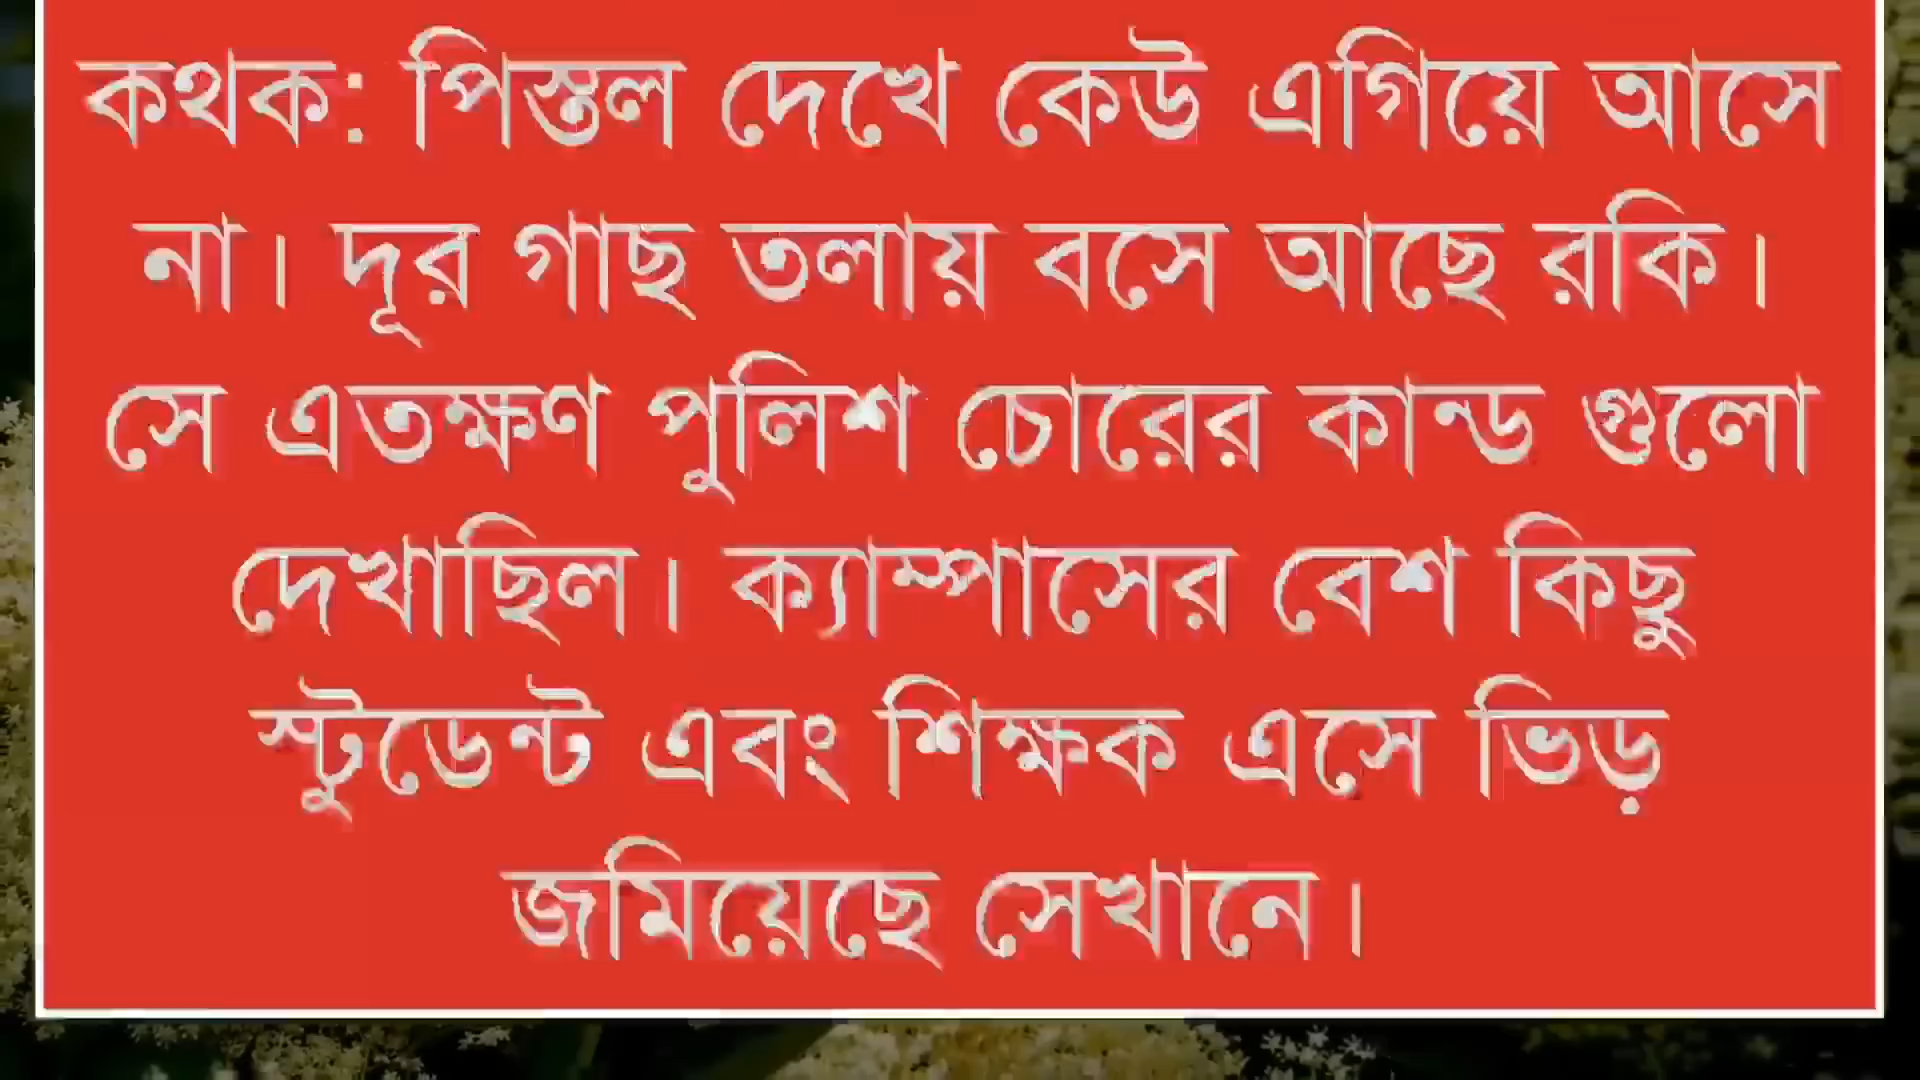 কথক: পিস্তল দেখে কেউ এগিয়ে আসে
না। দূর গাছ তলায় বসে আছে রকি।
সে এতক্ষণ পুলিশ চোরের কান্ড গুলো
দেখাছিল। ক্যাম্পাসের বেশ কিছু
স্টুডেন্ট এবং শিক্ষক এসে ভিড়
জমিয়েছে সেখানে।